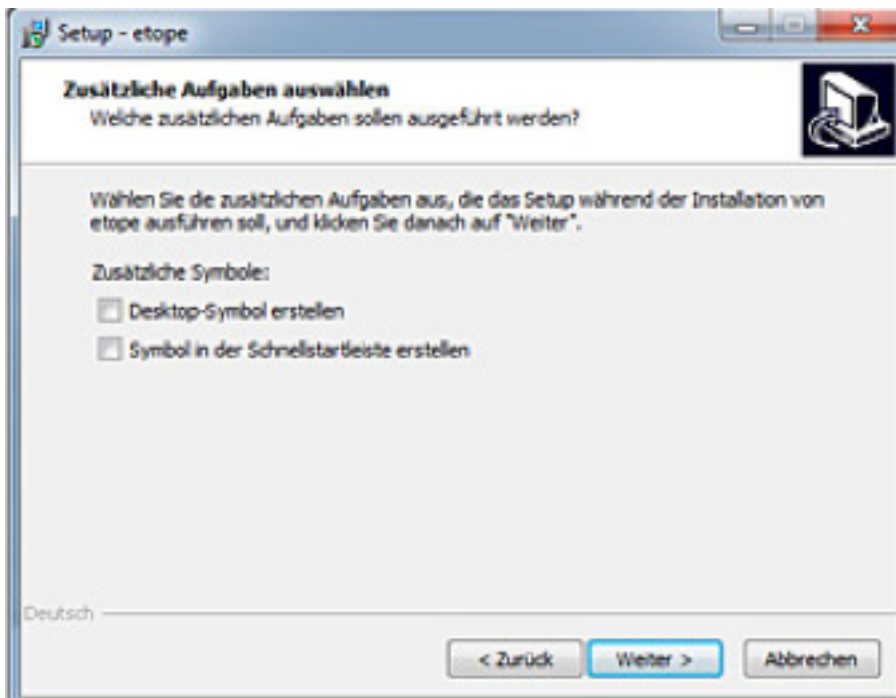 Setup - etope
Zusätzliche Aufgaben auswählen
Welche zusätzlichen Aufgaben sollen ausgeführt werden?
Wählen Sie die zusätzlichen Aufgaben aus, die das Setup während der Installation von
etope ausführen soll, und klicken Sie danach auf "Weiter".
Zusätzliche Symbole:
Desktop-Symbol erstellen
Symbol in der Schnellstartleiste erstellen
Deutsch
< Zurück Weiter > Abbrechen